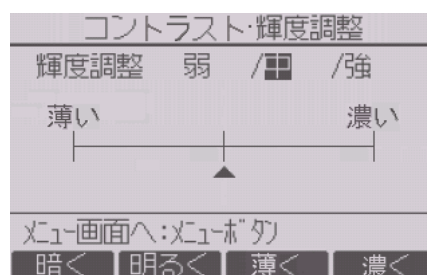 コントラスト･輝度調整
輝度調整 弱 /中 /強
薄い 濃い
ﾒﾆｭｰ画面へ:ﾒﾆｭｰﾎﾞﾀﾝ
暗く 明るく 薄く 濃く